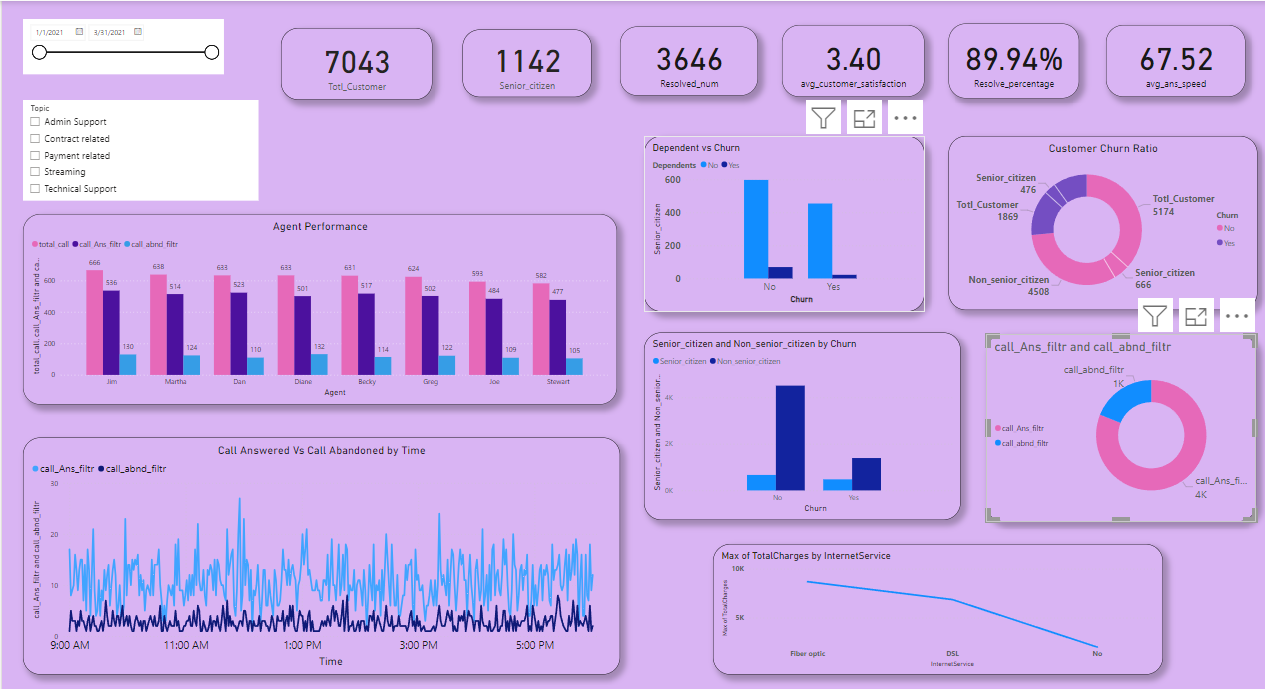 1/1/2021 3/31/2021
7043
Totl_Customer
1142
Senior_citizen
3646
Resolved_num
3.40
avg_customer_satisfaction
89.94%
Resolve_percentage
67.52
avg_ans_speed
Topic
Admin Support
Contract related
Payment related
Streaming
Technical Support
Agent Performance
total_call call_Ans_filtr call_abnd_filtr
total_call, call_Ans_filtr and ca...
600
400
200
0
666 536 130
638 514 124
633 523 110
633 501 132
631 517 114
624 502 122
593 484 109
582 477 105
Jim Martha Dan Diane Becky Greg Joe Stewart
Agent
Call Answered Vs Call Abandoned by Time
call_Ans_filtr call_abnd_filtr
call_Ans_filtr and call_abnd_filtr
30
20
10
0
9:00 AM 11:00 AM 1:00 PM 3:00 PM 5:00 PM
Time
Dependent vs Churn
Dependents No Yes
Senior_citizen
600
400
200
0
No Yes
Churn
Customer Churn Ratio
Senior_citizen
476
Totl_Customer
1869
Non_senior_citizen
4508
Totl_Customer
5174
Senior_citizen
666
Churn
No
Yes
Senior_citizen and Non_senior_citizen by Churn
Senior_citizen Non_senior_citizen
Senior_citizen and Non_senior...
4K
2K
0K
No Yes
Churn
call_Ans_filtr and call_abnd_filtr
call_abnd_filtr
1K
call_Ans_filtr
call_abnd_filtr
call_Ans_fi...
4K
Max of TotalCharges by InternetService
Max of TotalCharges
10K
5K
Fiber optic DSL No
InternetService